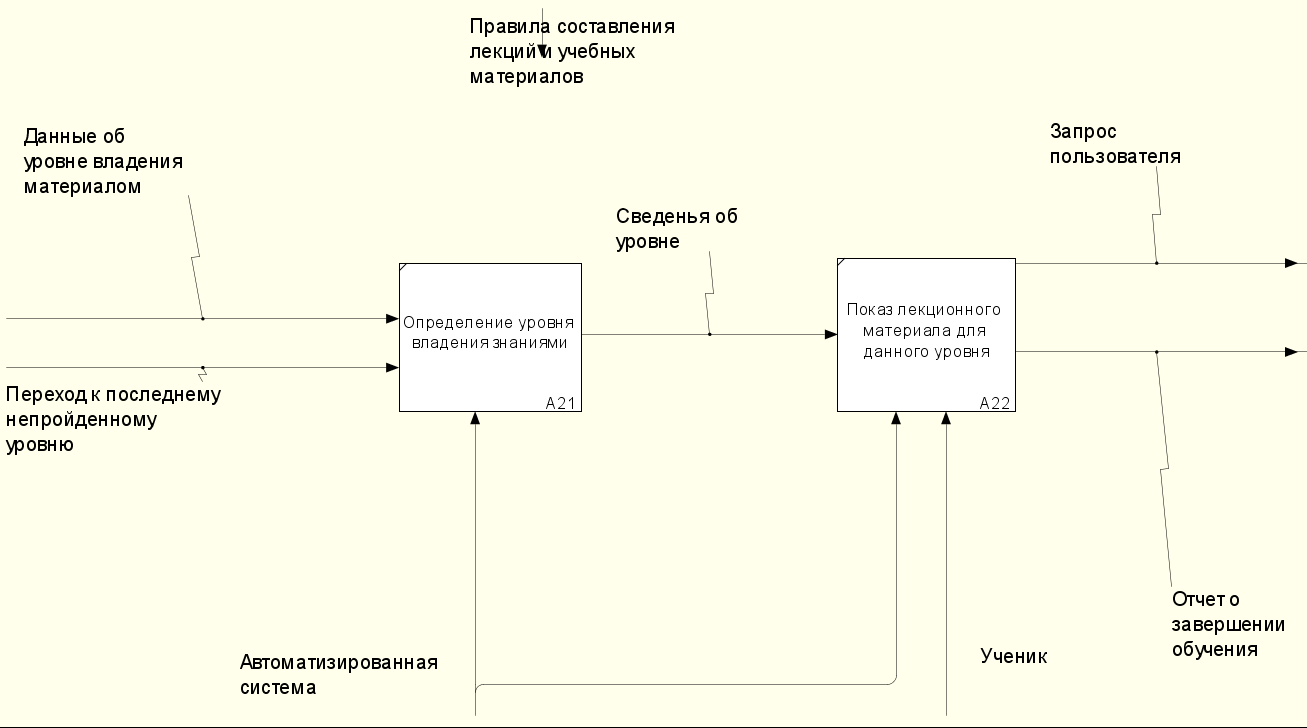 Правила составления
лекций и учебных
материалов
Данные об
уровне владения
материалом
Запрос
пользователя
Сведенья об
уровне
Определение уровня
владения знаниями
A21
Показ лекционного
материала для
данного уровня
A22
Переход к последнему
непройденному
уровню
Автоматизированная
система
Ученик
Отчет о
завершении
обучения